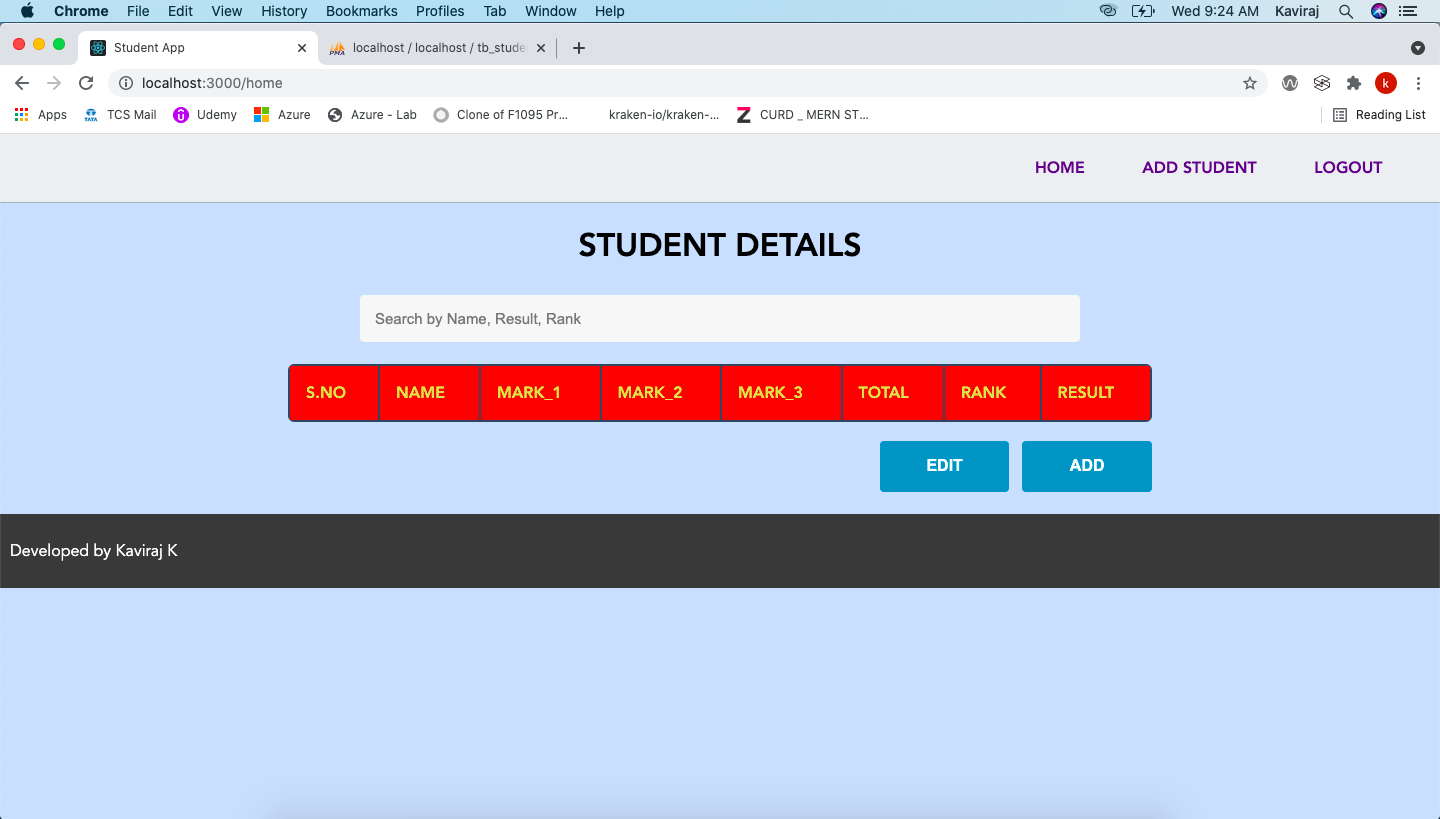 Chrome File Edit View History Bookmarks Profiles Tab Window Help Wed 9:24 AM Kaviraj
Student App localhost / localhost / tb_stude
localhost:3000/home k
Apps TATA TCS Mail Udemy Azure Azure - Lab Clone of F1095 Pr... kraken-io/kraken-... Z CURD _ MERN ST... Reading List
HOME ADD STUDENT LOGOUT
STUDENT DETAILS
Search by Name, Result, Rank
S.NO NAME MARK_1 MARK_2 MARK_3 TOTAL RANK RESULT
EDIT ADD
Developed by Kaviraj K